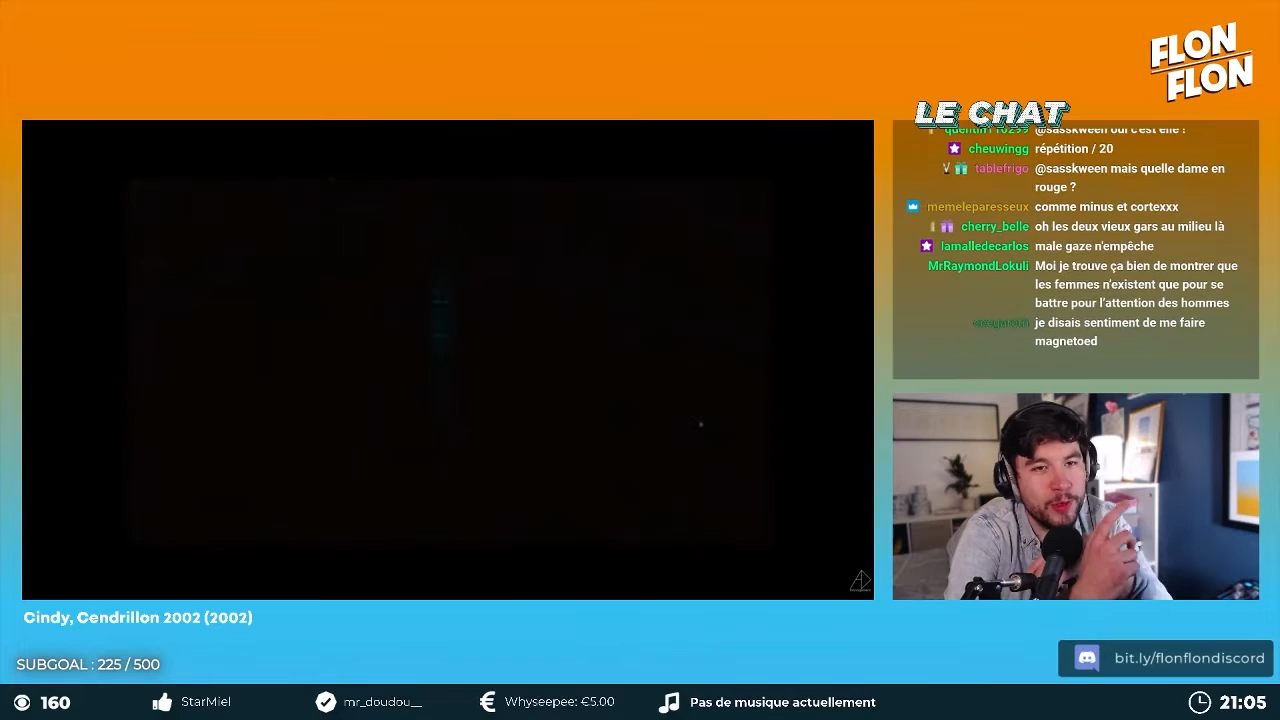 FLON
FLON
LE CHAT
quentin110299 @sasskween oui c'est elle !
cheuwingg répétition / 20
tablefrigo @sasskween mais quelle dame en
rouge ?
memeleparesseux comme minus et cortexxx
cherry_belle oh les deux vieux gars au milieu là
lamalledecarlos male gaze n'empêche
MrRaymondLokuli Moi je trouve ça bien de montrer que
les femmes n'existent que pour se
battre pour l'attention des hommes
je disais sentiment de me faire
magnetoed
Cindy, Cendrillon 2002 (2002)
SUBGOAL : 225 / 500
bit.ly/flonflondiscord
160
StarMiel
mr_doudou__
€ Whyseepee: €5.00
Pas de musique actuellement
21:05